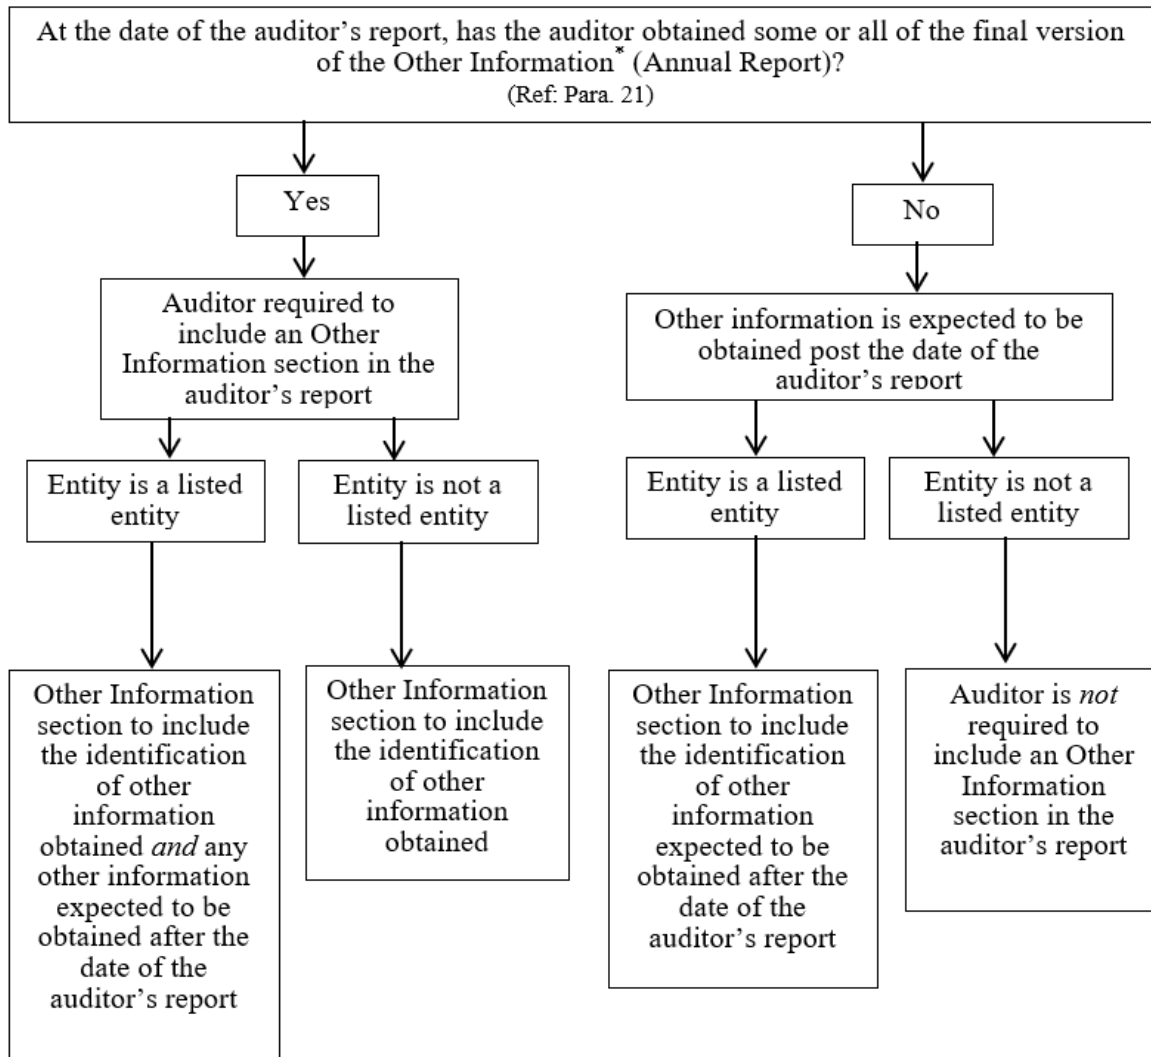 At the date of the auditor’s report, has the auditor obtained some or all of the final version
of the Other Information* (Annual Report)?
(Ref: Para. 21)
Yes
No
Auditor required to
include an Other
Information section in the
auditor’s report
Other information is expected to be
obtained post the date of the
auditor’s report
Entity is a listed
entity
Entity is not a
listed entity
Entity is a listed
entity
Entity is not a
listed entity
Other Information
section to include
the identification
of other
information
obtained and any
other information
expected to be
obtained after the
date of the
auditor’s report
Other Information
section to include
the identification
of other
information
obtained
Other Information
section to include
the identification
of other
information
expected to be
obtained after the
date of the
auditor’s report
Auditor is not
required to
include an Other
Information
section in the
auditor’s report